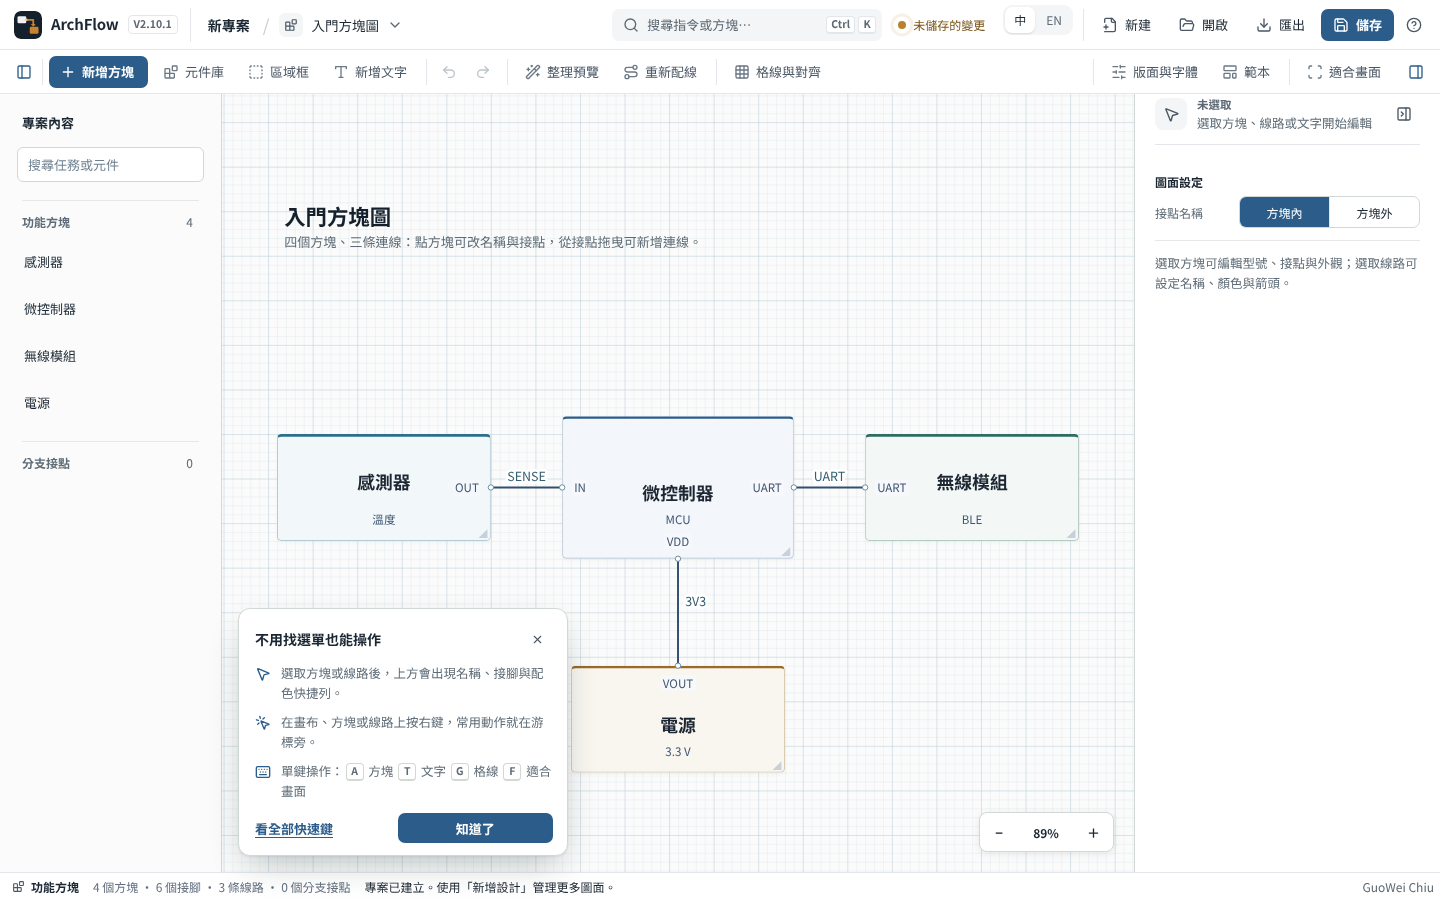 ArchFlow V2.10.1 新專案 / 入門方塊圖 搜尋指令或方塊… Ctrl K 未儲存的變更 中 EN 新建 開啟 匯出 儲存
新增方塊 元件庫 區域框 新增文字 整理預覽 重新配線 格線與對齊 版面與字體 範本 適合畫面
專案內容
搜尋任務或元件
功能方塊 4
感測器
微控制器
無線模組
電源
分支接點 0
入門方塊圖
四個方塊、三條連線：點方塊可改名稱與接點，從接點拖曳可新增連線。
感測器
溫度
OUT
SENSE
IN
微控制器
MCU
VDD
UART
UART
UART
無線模組
BLE
3V3
VOUT
電源
3.3 V
不用找選單也能操作
選取方塊或線路後，上方會出現名稱、接腳與配
色快捷列。
在畫布、方塊或線路上按右鍵，常用動作就在游
標旁。
單鍵操作： A 方塊 T 文字 G 格線 F 適合
畫面
看全部快速鍵 知道了
89%
未選取
選取方塊、線路或文字開始編輯
圖面設定
接點名稱 方塊內 方塊外
選取方塊可編輯型號、接點與外觀；選取線路可
設定名稱、顏色與箭頭。
功能方塊 4 個方塊 • 6 個接腳 • 3 條線路 • 0 個分支接點 專案已建立。使用「新增設計」管理更多圖面。 GuoWei Chiu